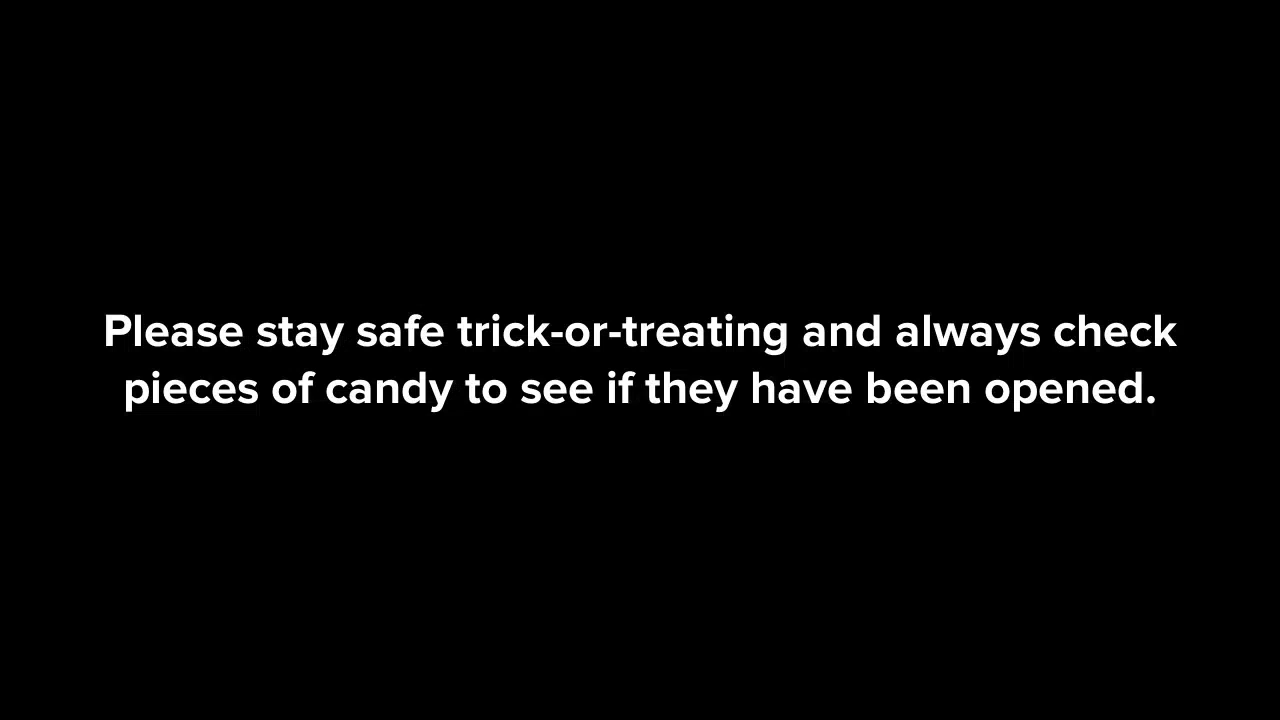 Please stay safe trick-or-treating and always check
pieces of candy to see if they have been opened.